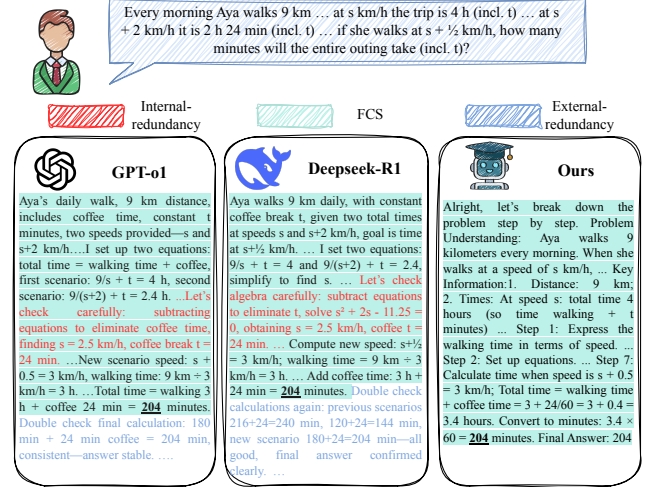 Every morning Aya walks 9 km … at s km/h the trip is 4 h (incl. t) … at s
+ 2 km/h it is 2 h 24 min (incl. t) … if she walks at s + ½ km/h, how many
minutes will the entire outing take (incl. t)?
Internal-
redundancy
FCS
External-
redundancy
GPT-o1
Aya’s daily walk, 9 km distance,
includes coffee time, constant t
minutes, two speeds provided—s and
s+2 km/h.…I set up two equations:
total time = walking time + coffee,
first scenario: 9/s + t = 4 h, second
scenario: 9/(s+2) + t = 2.4 h. ...Let’s
check carefully: subtracting
equations to eliminate coffee time,
finding s = 2.5 km/h, coffee break t =
24 min. …New scenario speed: s +
0.5 = 3 km/h, walking time: 9 km ÷ 3
km/h = 3 h. …Total time = walking 3
h + coffee 24 min = 204 minutes.
Double check final calculation: 180
min + 24 min coffee = 204 min,
consistent—answer stable. ….
Deepseek-R1
Aya walks 9 km daily, with constant
coffee break t, given two total times
at speeds s and s+2 km/h, goal is time
at s+½ km/h. … I set two equations:
9/s + t = 4 and 9/(s+2) + t = 2.4,
simplify to find s. … Let’s check
algebra carefully: subtract equations
to eliminate t, solve s² + 2s - 11.25 =
0, obtaining s = 2.5 km/h, coffee t =
24 min. … Compute new speed: s+½
= 3 km/h; walking time = 9 km ÷ 3
km/h = 3 h. … Add coffee time: 3 h +
24 min = 204 minutes. Double check
calculations again: previous scenarios
216+24=240 min, 120+24=144 min,
new scenario 180+24=204 min—all
good, final answer confirmed
clearly. …
Ours
Alright, let’s break down the
problem step by step. Problem
Understanding: Aya walks 9
kilometers every morning. When she
walks at a speed of s km/h, ... Key
Information:1. Distance: 9 km;
2. Times: At speed s: total time 4
hours (so time walking + t
minutes) ... Step 1: Express the
walking time in terms of speed. ...
Step 2: Set up equations. ... Step 7:
Calculate time when speed is s + 0.5
= 3 km/h; Total time = walking time
+ coffee time = 3 + 24/60 = 3 + 0.4 =
3.4 hours. Convert to minutes: 3.4 ×
60 = 204 minutes. Final Answer: 204